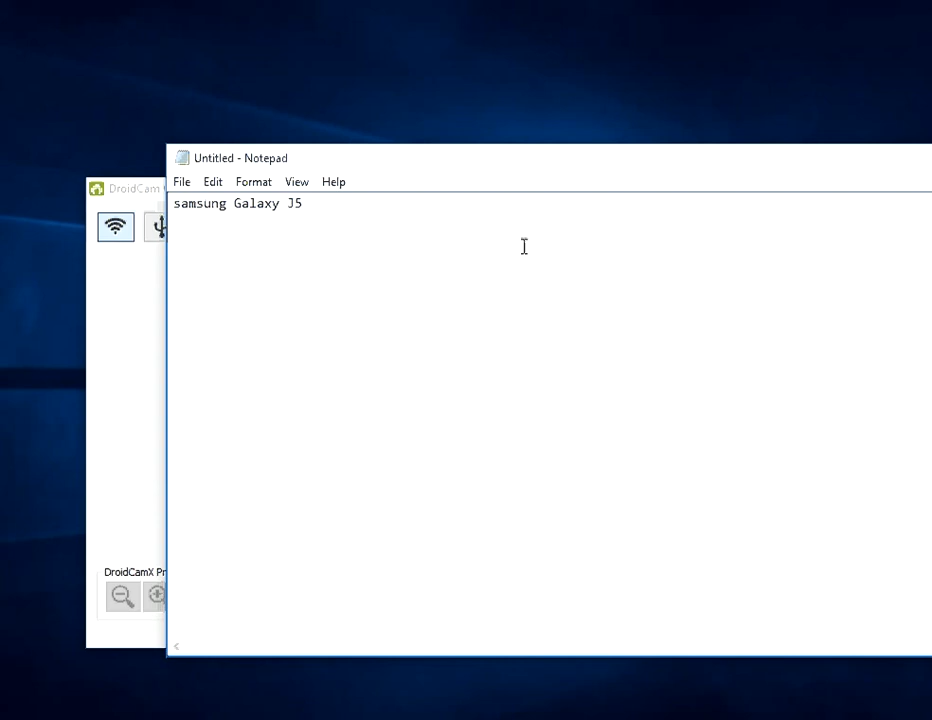 Untitled - Notepad
File Edit Format View Help
DroidCam
samsung Galaxy J5
DroidCamX Pr